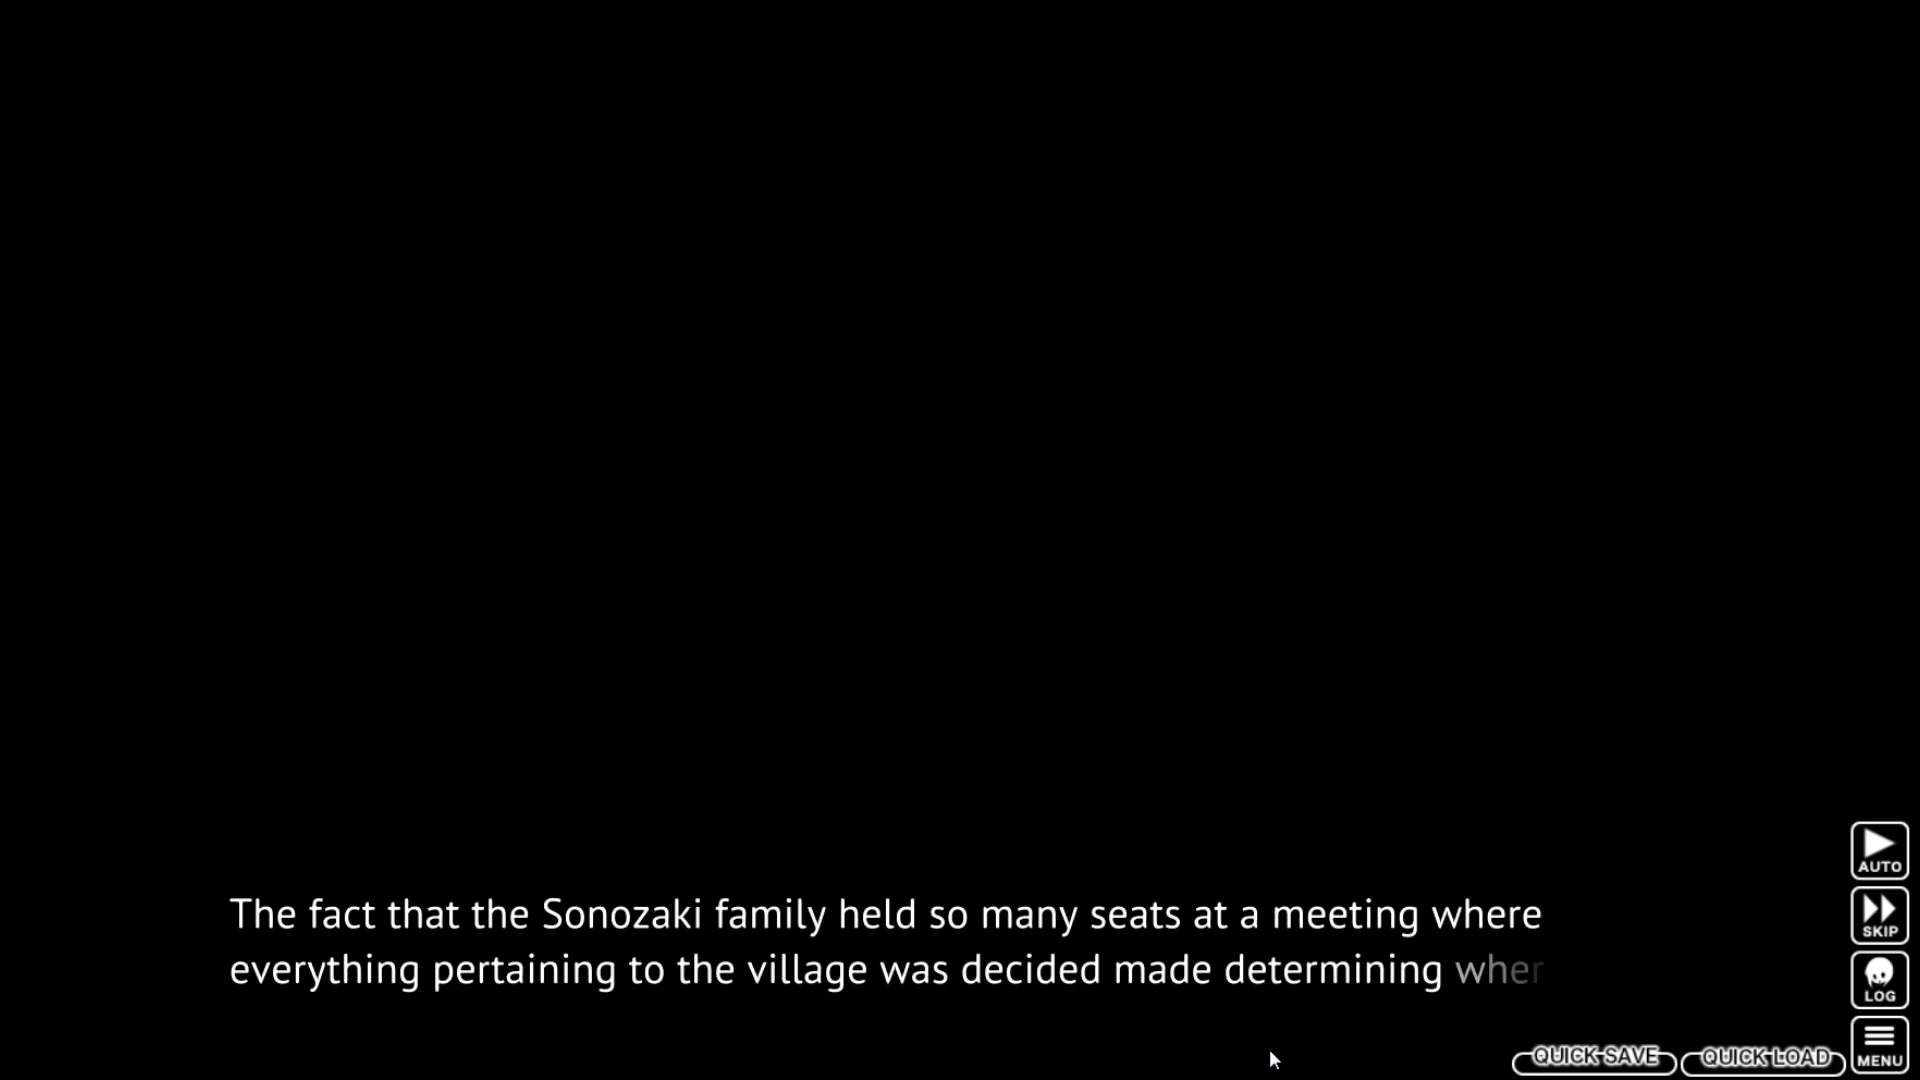 The fact that the Sonozaki family held so many seats at a meeting where
everything pertaining to the village was decided made determining wher
AUTO
SKIP
LOG
MENU
QUICK SAVE
QUICK LOAD